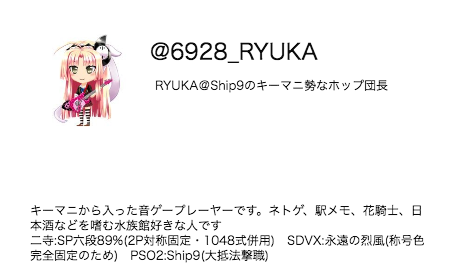 @6928_RYUKA
RYUKA@Ship9のキーマニ勢なホップ団長
キーマニから入った音ゲープレーヤーです。ネトゲ、駅メモ、花騎士、日
本酒などを嗜む水族館好きな人です
二寺:SP六段89%(2P対称固定・1048式併用)　SDVX:永遠の烈風(称号色
完全固定のため)　PSO2:Ship9(大抵法撃職)